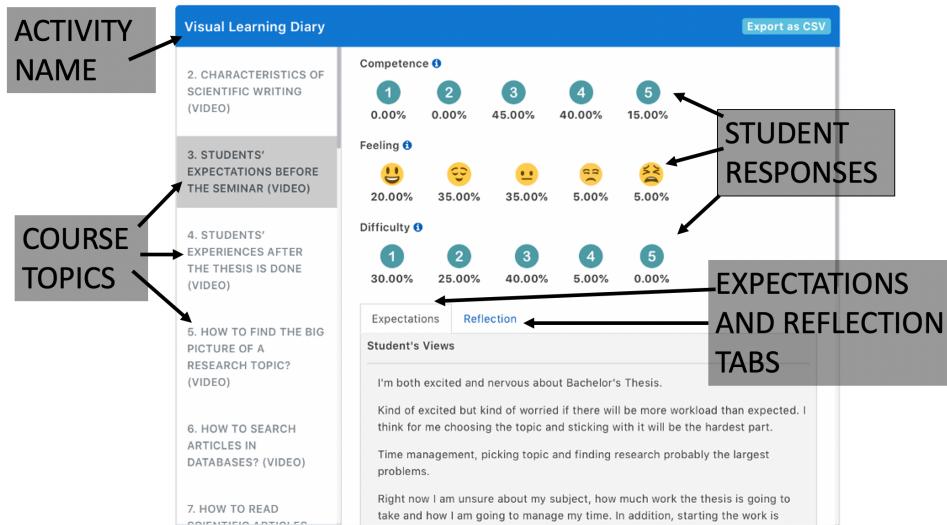 ACTIVITY
NAME
Visual Learning Diary
Export as CSV
2. CHARACTERISTICS OF
SCIENTIFIC WRITING
(VIDEO)
3. STUDENTS'
EXPECTATIONS BEFORE
THE SEMINAR (VIDEO)
4. STUDENTS'
EXPERIENCES AFTER
THE THESIS IS DONE
(VIDEO)
5. HOW TO FIND THE BIG
PICTURE OF A
RESEARCH TOPIC?
(VIDEO)
6. HOW TO SEARCH
ARTICLES IN
DATABASES? (VIDEO)
7. HOW TO READ
SCIENTIFIC ARTICLES
COURSE
TOPICS
Competence
1 2 3 4 5
0.00% 0.00% 45.00% 40.00% 15.00%
Feeling
20.00% 35.00% 35.00% 5.00% 5.00%
Difficulty
1 2 3 4 5
30.00% 25.00% 40.00% 5.00% 0.00%
STUDENT
RESPONSES
EXPECTATIONS
AND REFLECTION
TABS
Expectations Reflection
Student's Views
I'm both excited and nervous about Bachelor's Thesis.
Kind of excited but kind of worried if there will be more workload than expected. I
think for me choosing the topic and sticking with it will be the hardest part.
Time management, picking topic and finding research probably the largest
problems.
Right now I am unsure about my subject, how much work the thesis is going to
take and how I am going to manage my time. In addition, starting the work is